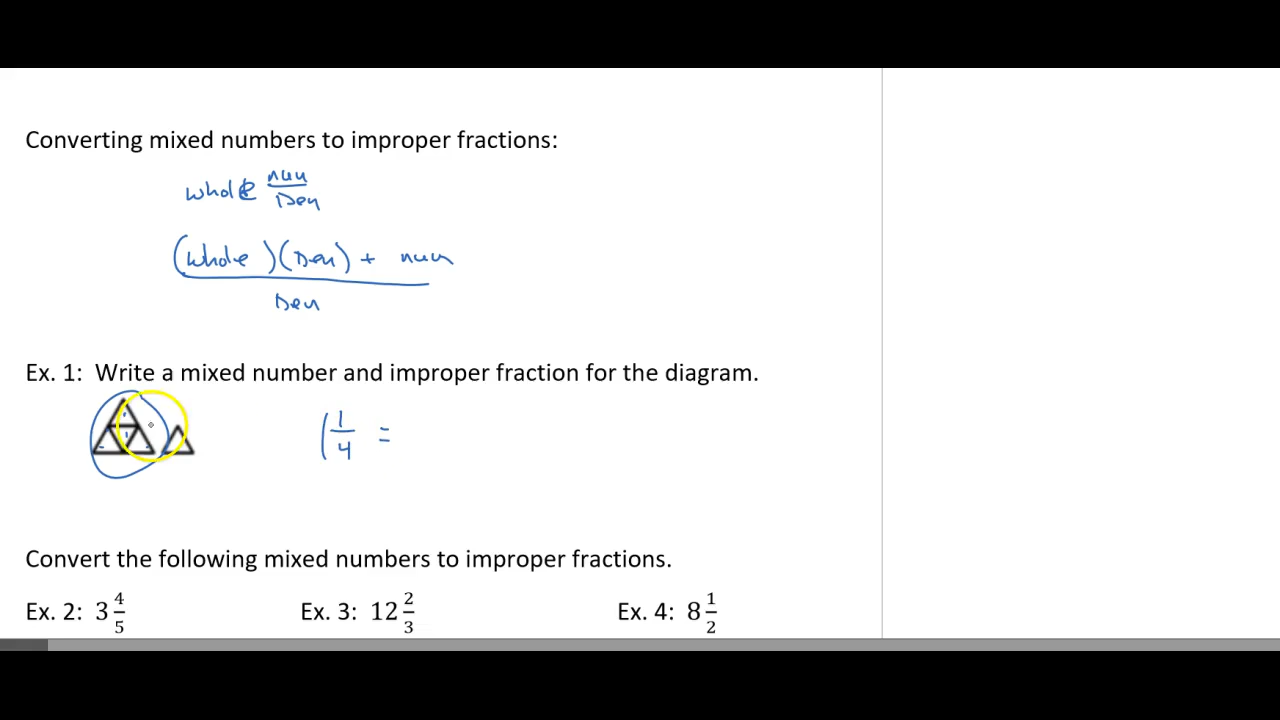 Converting mixed numbers to improper fractions:
whole num/Den
(whole)(Den) + num
Den
Ex. 1: Write a mixed number and improper fraction for the diagram.
1 1/4 =
Convert the following mixed numbers to improper fractions.
Ex. 2: 3 4/5 Ex. 3: 12 2/3 Ex. 4: 8 1/2